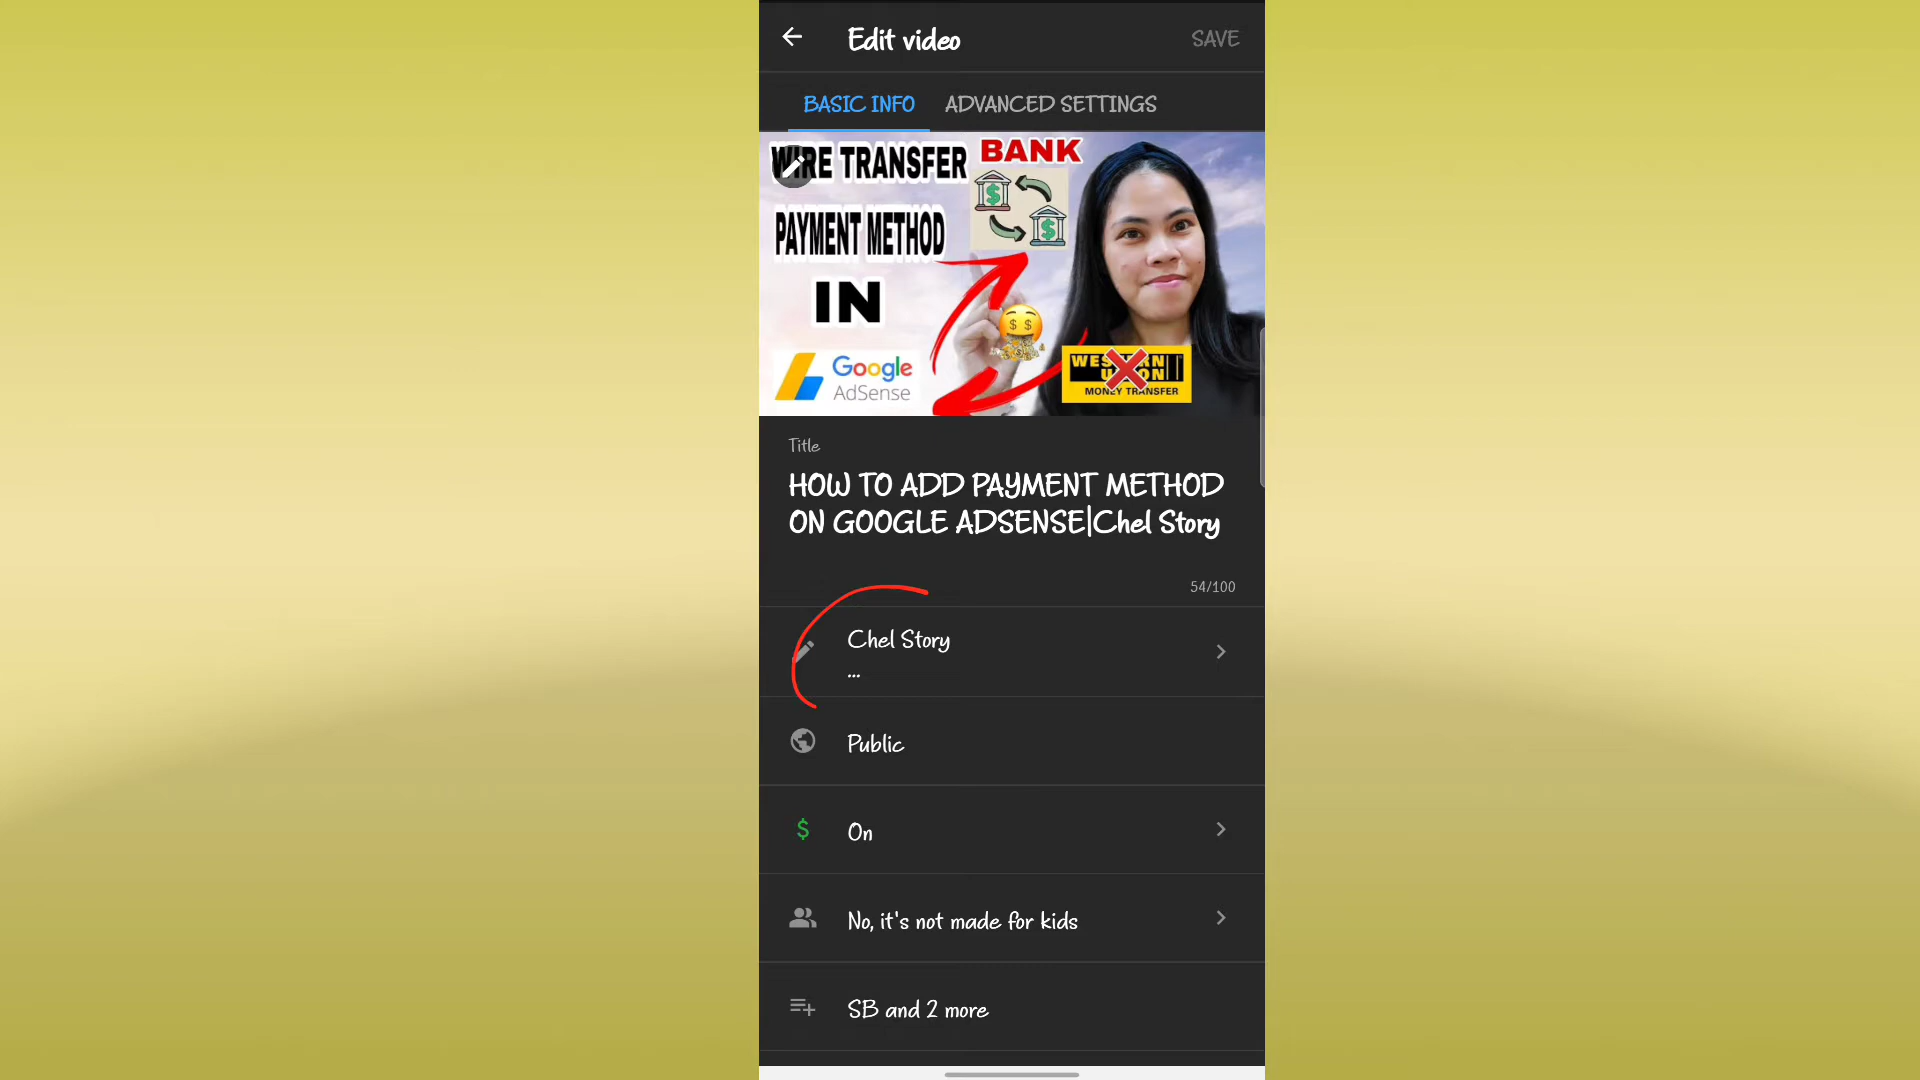 Edit video
SAVE
BASIC INFO
ADVANCED SETTINGS
WIRE TRANSFER
BANK
PAYMENT METHOD
IN
Google
AdSense
WESTERN
UNION
MONEY TRANSFER
Title
HOW TO ADD PAYMENT METHOD
ON GOOGLE ADSENSE|Chel Story
54/100
Chel Story
...
Public
On
No, it's not made for kids
SB and 2 more